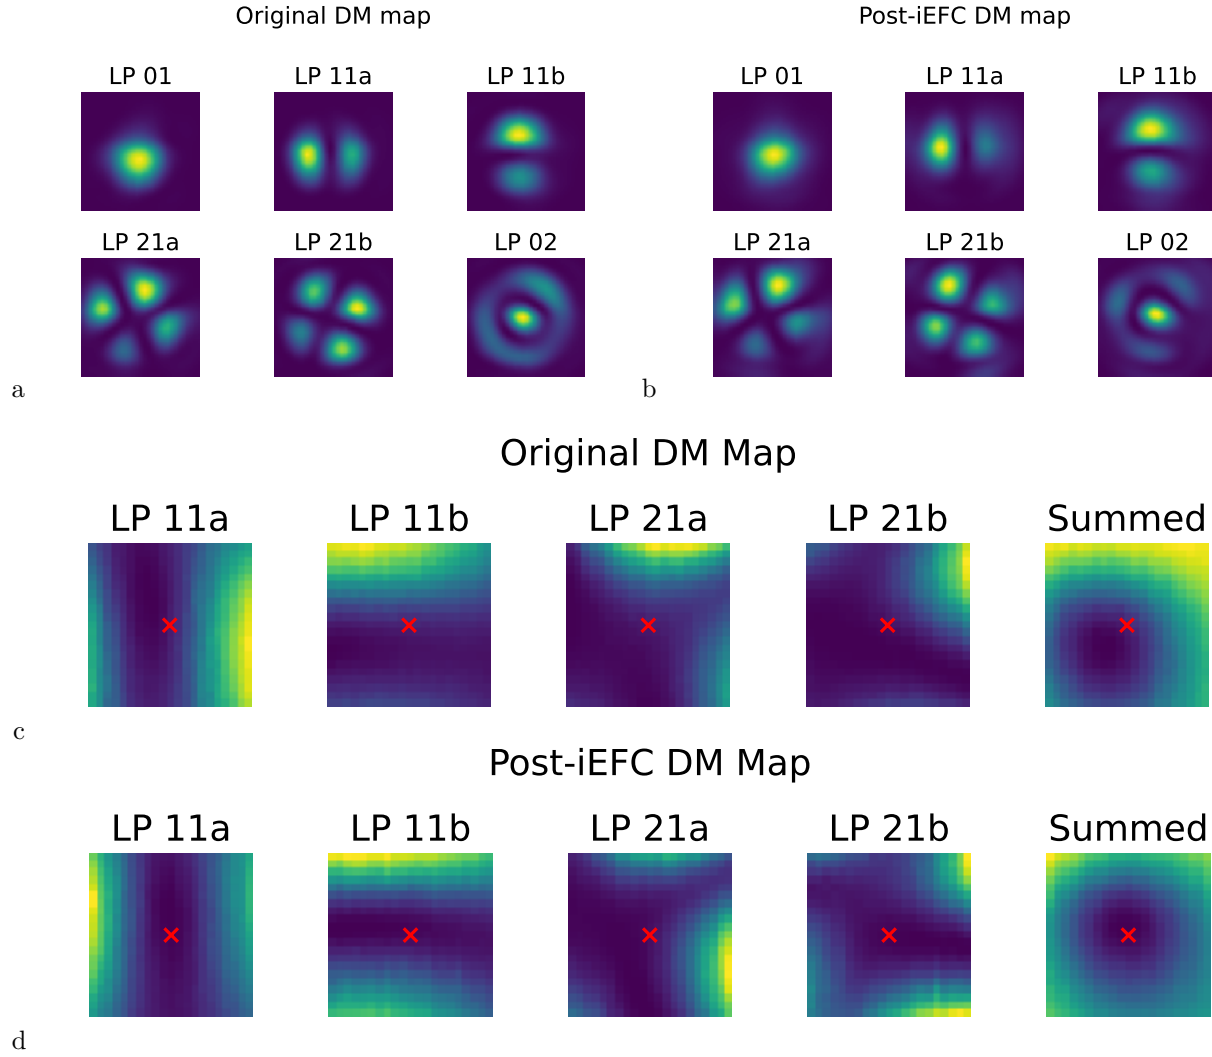 Original DM map
LP 01 LP 11a LP 11b
LP 21a LP 21b LP 02
a
Post-iEFC DM map
LP 01 LP 11a LP 11b
LP 21a LP 21b LP 02
b
Original DM Map
LP 11a LP 11b LP 21a LP 21b Summed
c
Post-iEFC DM Map
LP 11a LP 11b LP 21a LP 21b Summed
d